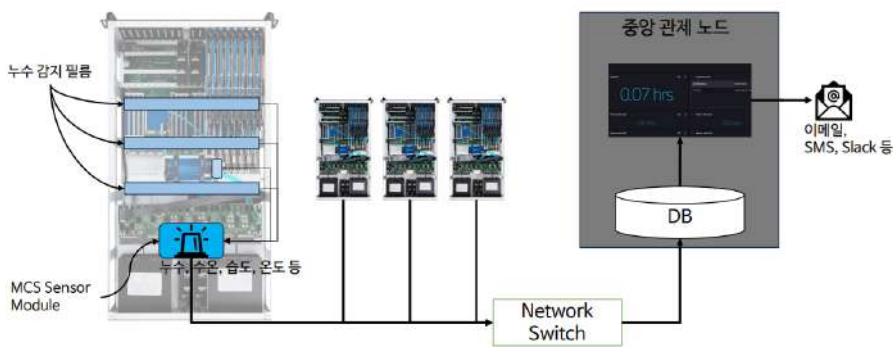 중앙 관제 노드
누수 감지 필름
0.07 hrs
이메일,
SMS, Slack 등
DB
누수, 수온, 습도, 온도 등
MCS Sensor
Module
Network
Switch